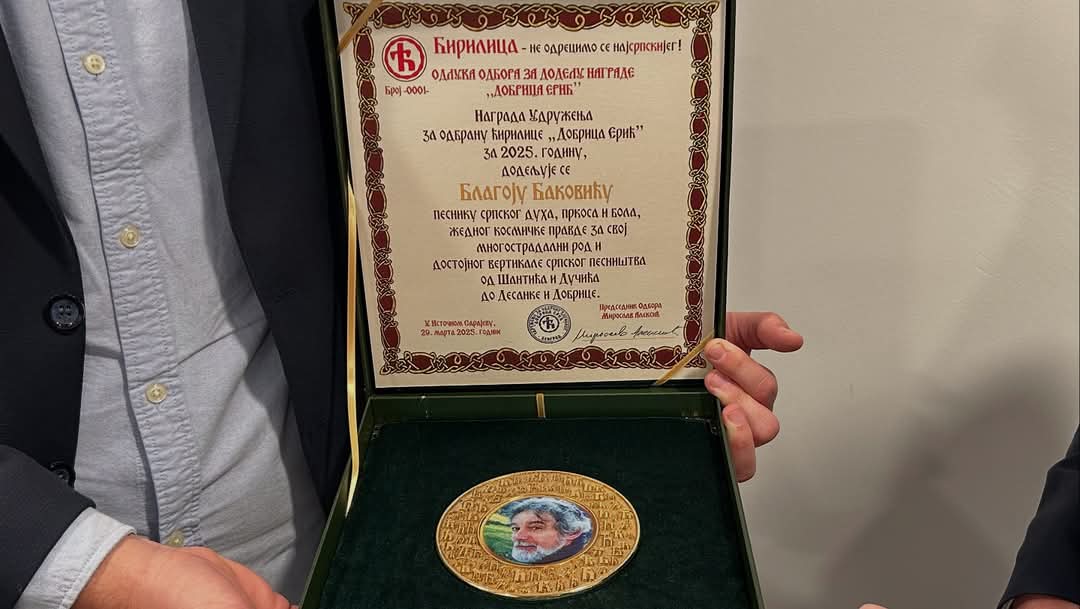 Ћирилица - не одрецимо се најсрпскијег!
Број -0001-
ОДЛУКА ОДБОРА ЗА ДОДЕЛУ НАГРАДЕ
,,ДОБРИЦА ЕРИЋ’’
Награда Удружења
за одбрану ћирилице ,,Добрица Ерић’’
за 2025. годину,
додељује се
Благоју Баковићу
песнику српског духа, пркоса и бола,
жедног космичке правде за свој
многострадални род и
достојног вертикале српског песништва
од Шантића и Дучића
до Десанке и Добрице.
Председник Одбора
Мирослав Алексић
У Источном Сарајеву,
29. марта 2025. године
Мирослав Алексић